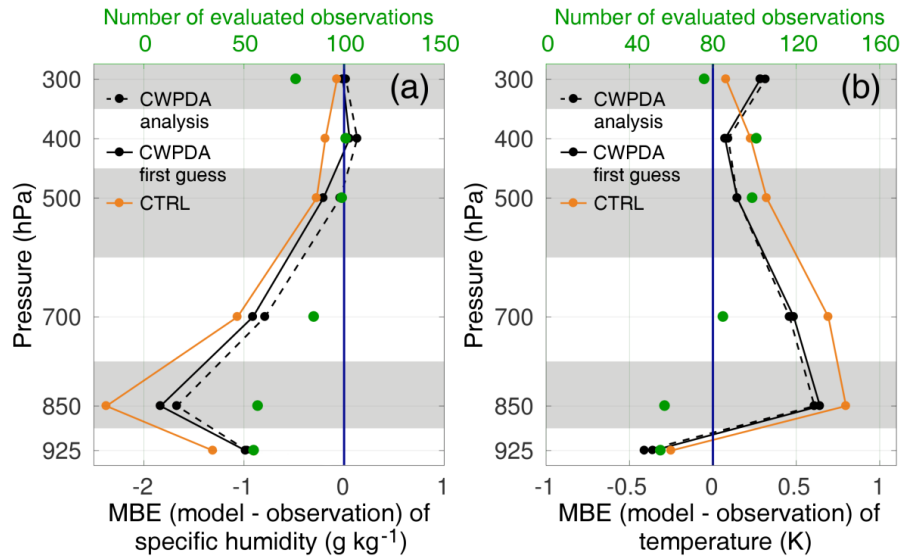 Number of evaluated observations
0 50 100 150
Pressure (hPa)
300
400
500
700
850
925
(a)
CWPDA
analysis
CWPDA
first guess
CTRL
-2 -1 0 1
MBE (model - observation) of
specific humidity (g kg-1)
Number of evaluated observations
0 40 80 120 160
Pressure (hPa)
300
400
500
700
850
925
(b)
CWPDA
analysis
CWPDA
first guess
CTRL
-1 -0.5 0 0.5 1
MBE (model - observation) of
temperature (K)